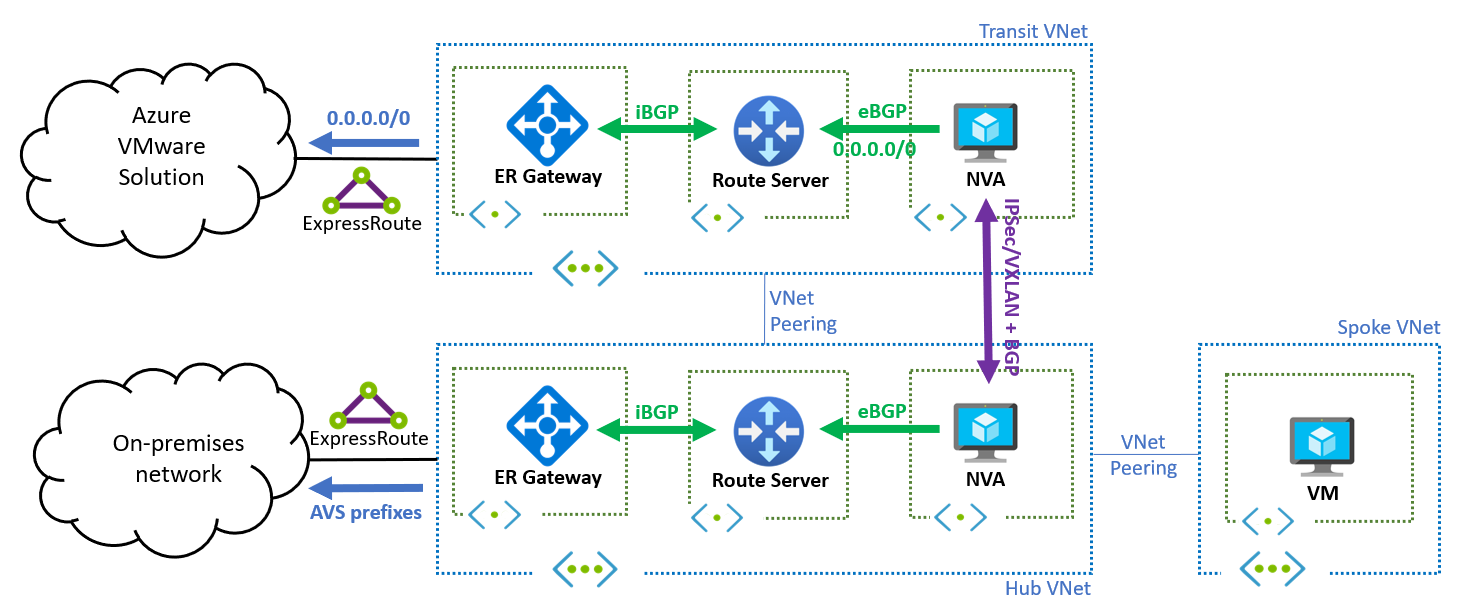 Transit VNet
Azure
VMware
Solution
0.0.0.0/0
ExpressRoute
ER Gateway
iBGP
Route Server
eBGP
0.0.0.0/0
NVA
IPSec/VXLAN + BGP
VNet
Peering
On-premises
network
ExpressRoute
AVS prefixes
ER Gateway
iBGP
Route Server
eBGP
NVA
Hub VNet
VNet
Peering
Spoke VNet
VM